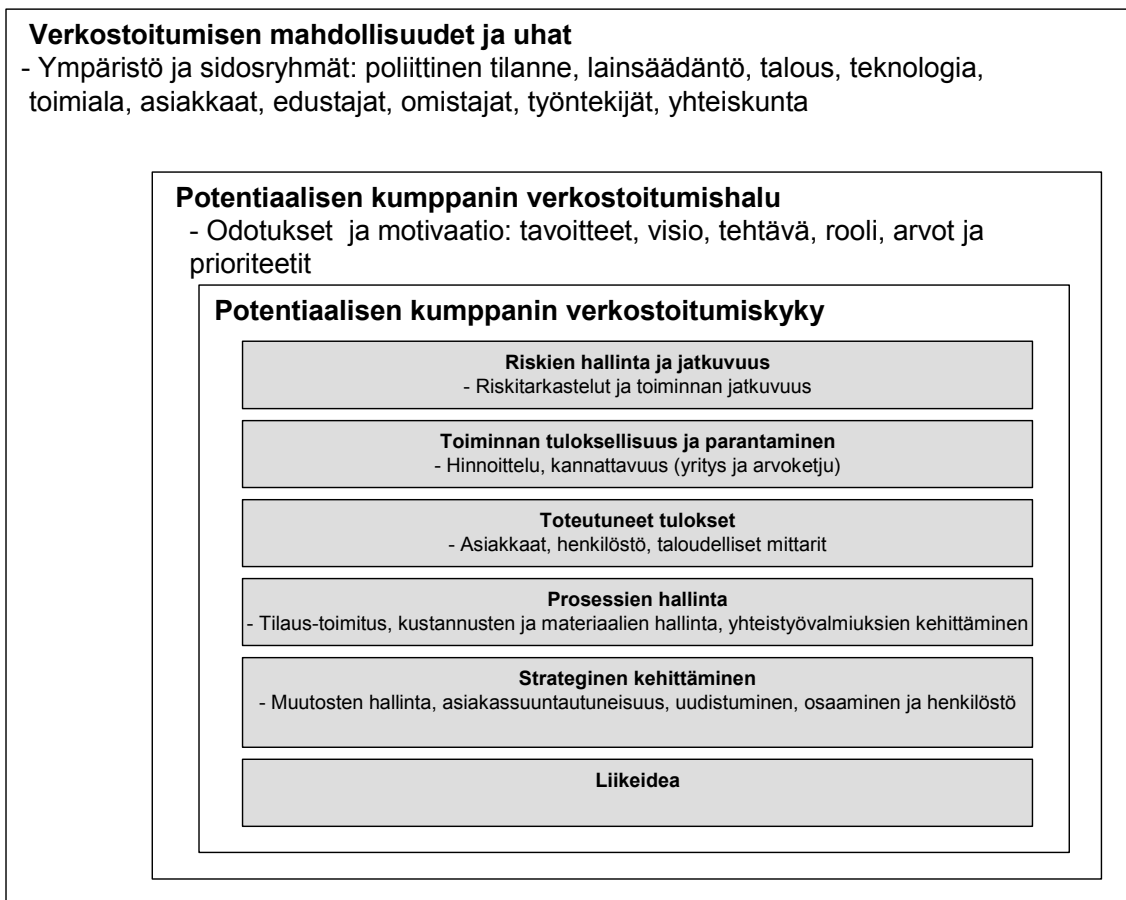 Verkostoitumisen mahdollisuudet ja uhat
- Ympäristö ja sidosryhmät: poliittinen tilanne, lainsäädäntö, talous, teknologia,
toimiala, asiakkaat, edustajat, omistajat, työntekijät, yhteiskunta
Potentiaalisen kumppanin verkostoitumishalu
- Odotukset ja motivaatio: tavoitteet, visio, tehtävä, rooli, arvot ja
prioriteetit
Potentiaalisen kumppanin verkostoitumiskyky
Riskien hallinta ja jatkuvuus
- Riskitarkastelut ja toiminnan jatkuvuus
Toiminnan tuloksellisuus ja parantaminen
- Hinnoittelu, kannattavuus (yritys ja arvoketju)
Toteutuneet tulokset
- Asiakkaat, henkilöstö, taloudelliset mittarit
Prosessien hallinta
- Tilaus-toimitus, kustannusten ja materiaalien hallinta, yhteistyövalmiuksien kehittäminen
Strateginen kehittäminen
- Muutosten hallinta, asiakassuuntautuneisuus, uudistuminen, osaaminen ja henkilöstö
Liikeidea